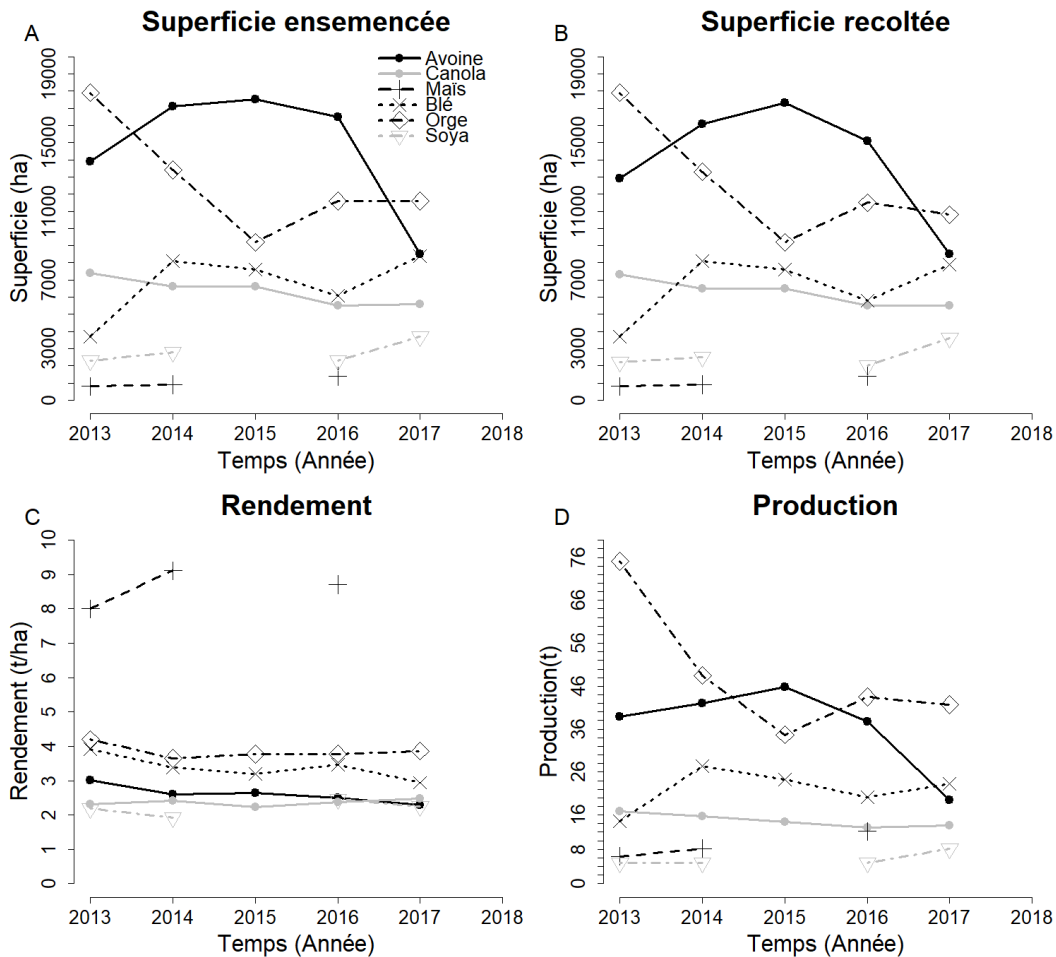 A
Superficie ensemencée
Superficie (ha)
0 3000 7000 11000 15000 19000
Avoine
Canola
Maïs
Blé
Orge
Soya
2013 2014 2015 2016 2017 2018
Temps (Année)
B
Superficie recoltée
Superficie (ha)
0 3000 7000 11000 15000 19000
2013 2014 2015 2016 2017 2018
Temps (Année)
C
Rendement
Rendement (t/ha)
0 1 2 3 4 5 6 7 8 9 10
2013 2014 2015 2016 2017 2018
Temps (Année)
D
Production
Production(t)
0 8 16 26 36 46 56 66 76
2013 2014 2015 2016 2017 2018
Temps (Année)